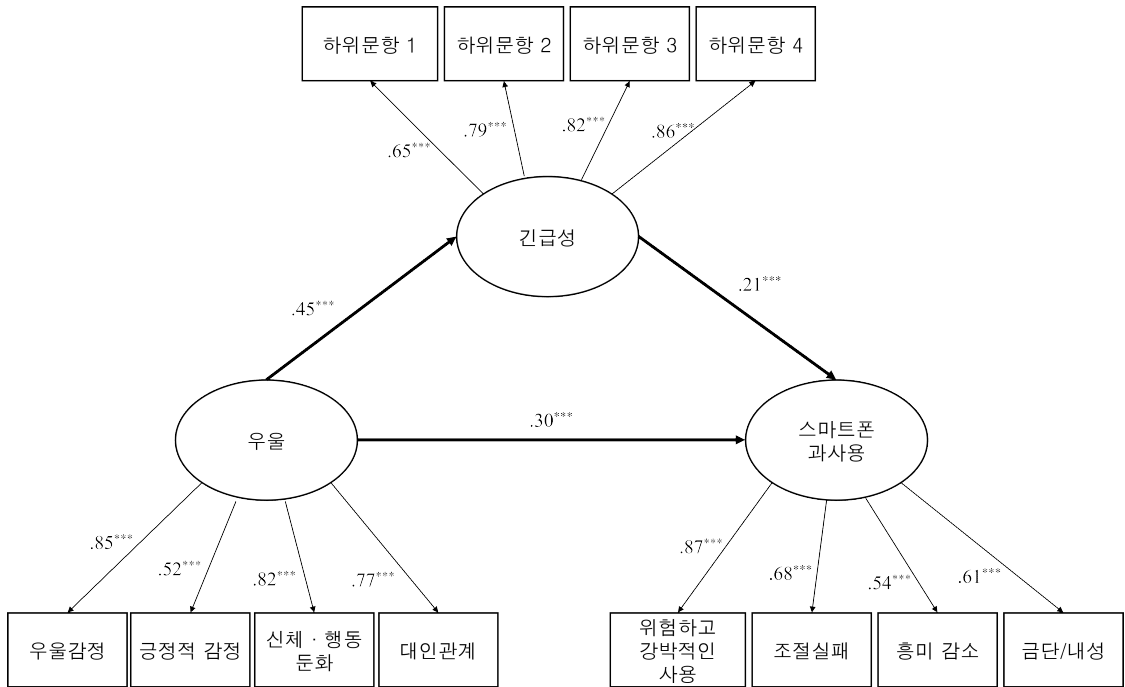 하위문항 1
하위문항 2
하위문항 3
하위문항 4
.65***
.79***
.82***
.86***
긴급성
.45***
.21***
우울
.30***
스마트폰
과사용
.85***
.52***
.82***
.77***
.87***
.68***
.54***
.61***
우울감정
긍정적 감정
신체 · 행동
둔화
대인관계
위험하고
강박적인
사용
조절실패
흥미 감소
금단/내성